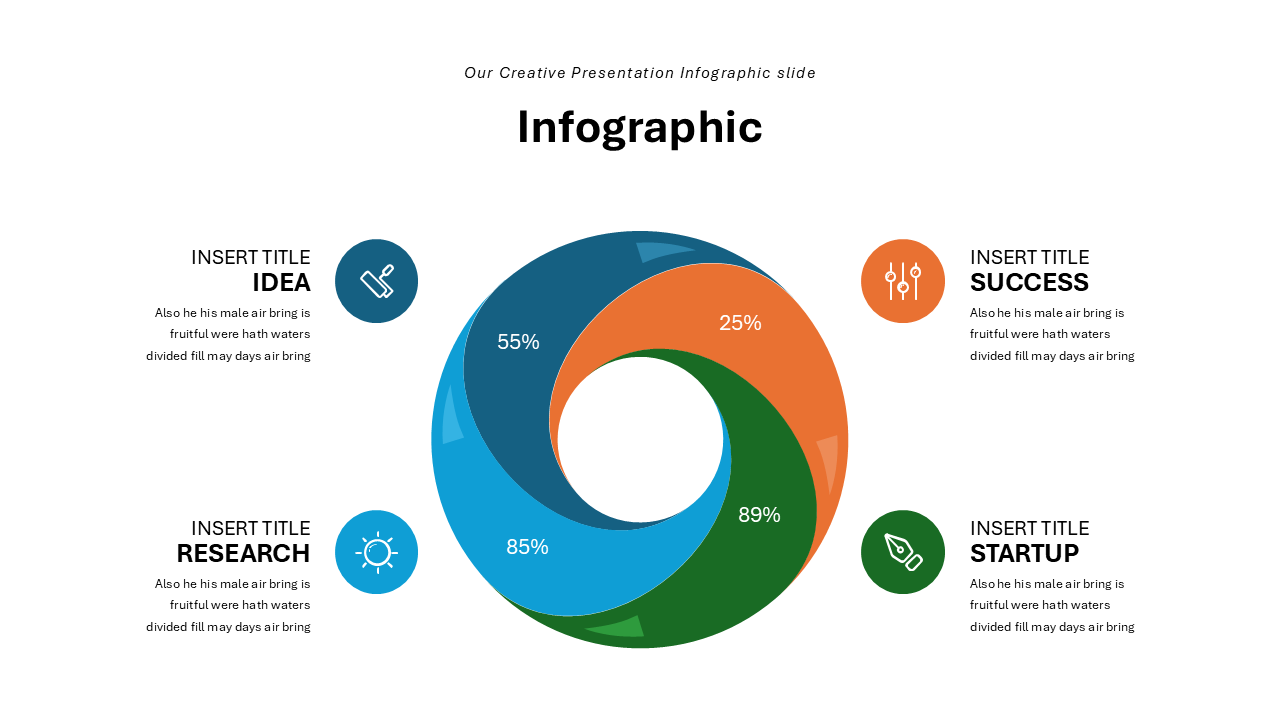 Our Creative Presentation Infographic slide
Infographic
INSERT TITLE
IDEA
Also he his male air bring is
fruitful were hath waters
divided fill may days air bring
INSERT TITLE
SUCCESS
Also he his male air bring is
fruitful were hath waters
divided fill may days air bring
55%
25%
85%
89%
INSERT TITLE
RESEARCH
Also he his male air bring is
fruitful were hath waters
divided fill may days air bring
INSERT TITLE
STARTUP
Also he his male air bring is
fruitful were hath waters
divided fill may days air bring